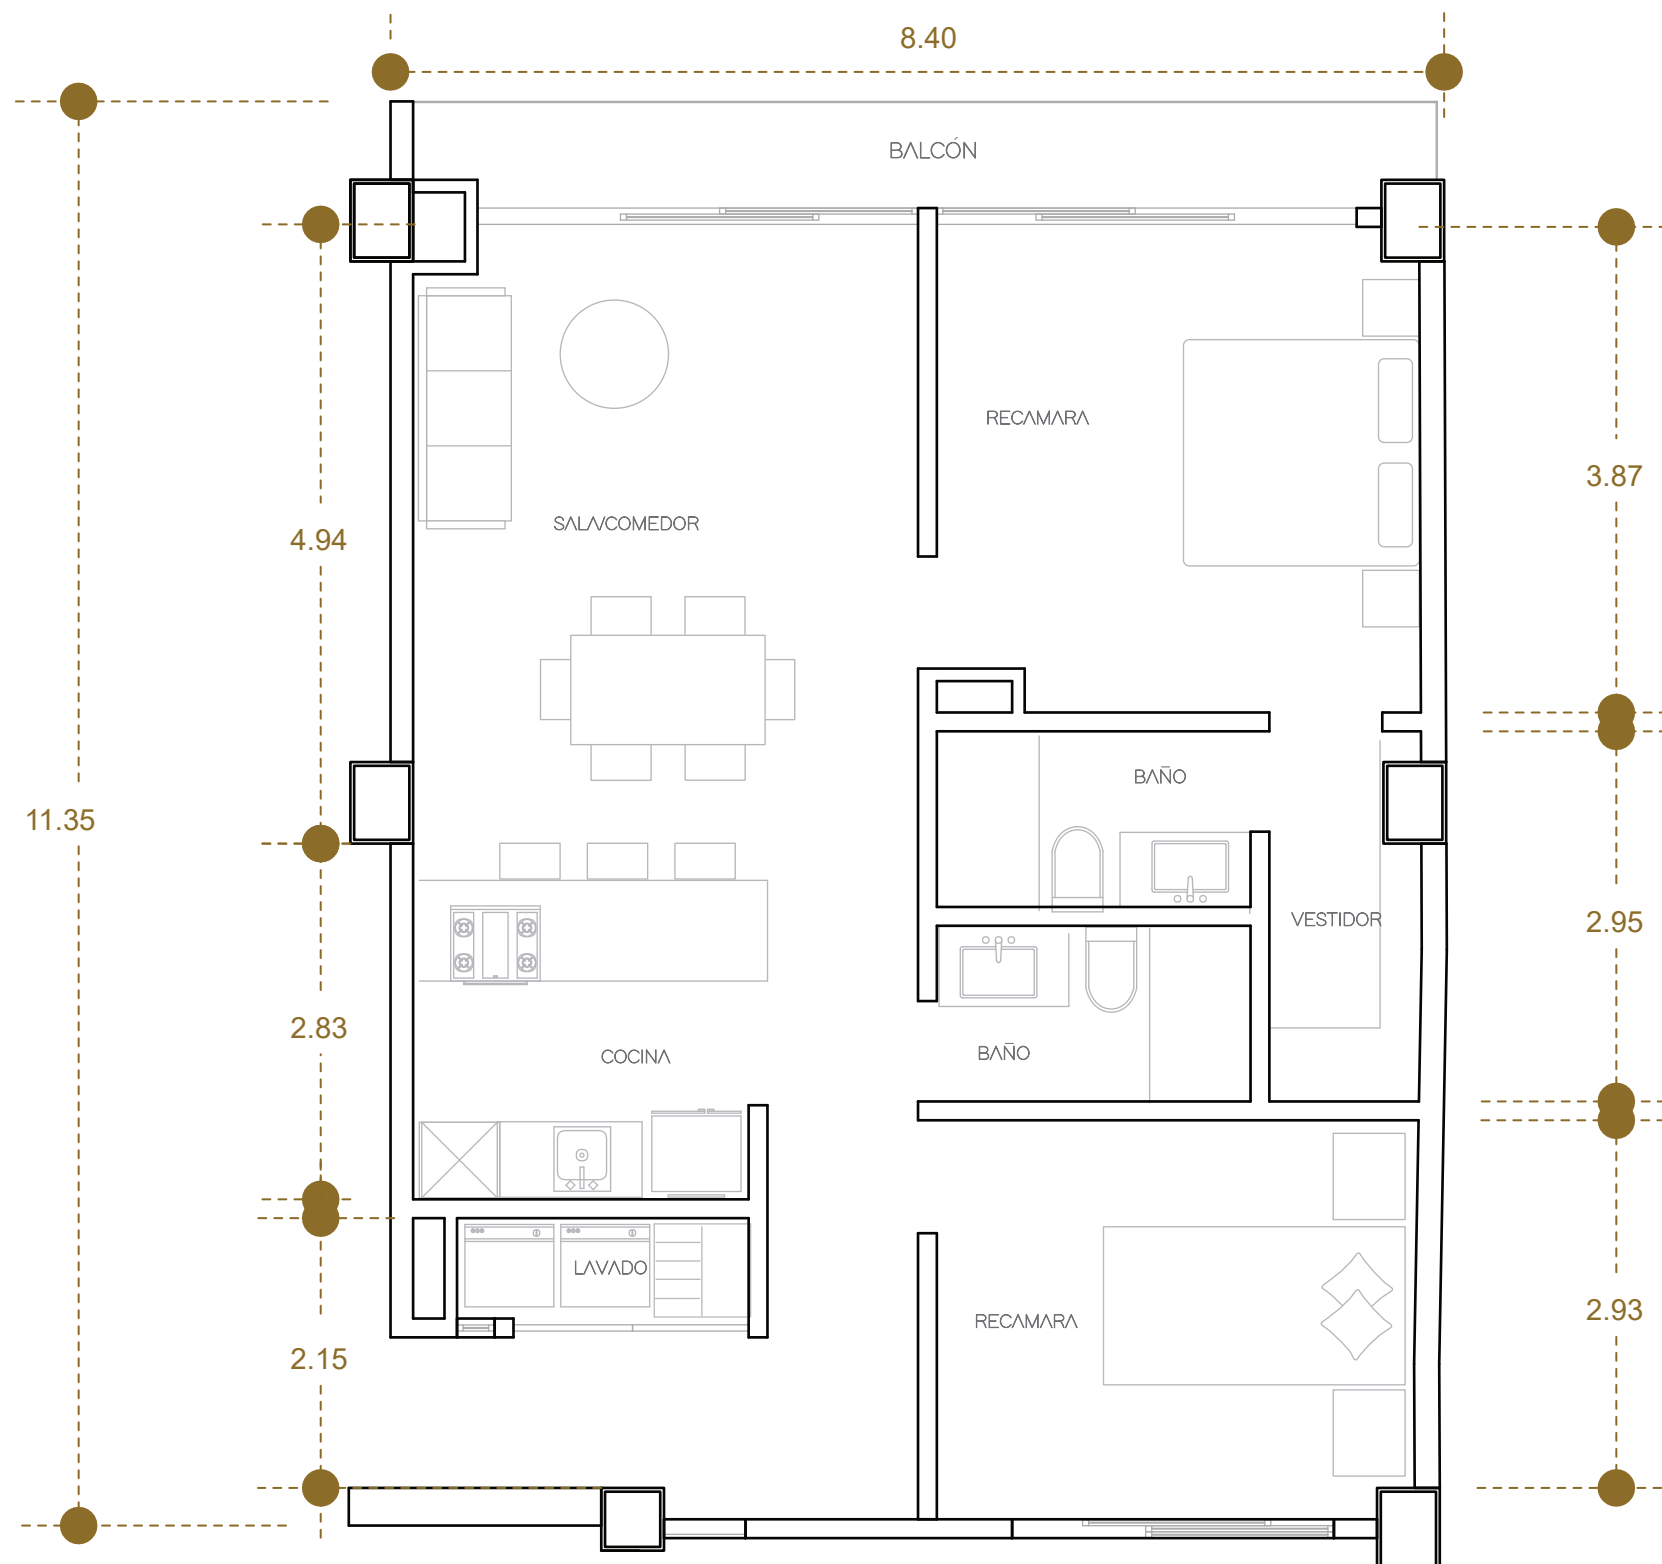 8.40
BALCÓN
RECAMARA
3.87
SALA/COMEDOR
4.94
BAÑO
11.35
VESTIDOR
2.95
2.83
COCINA
BAÑO
LAVADO
RECAMARA
2.93
2.15